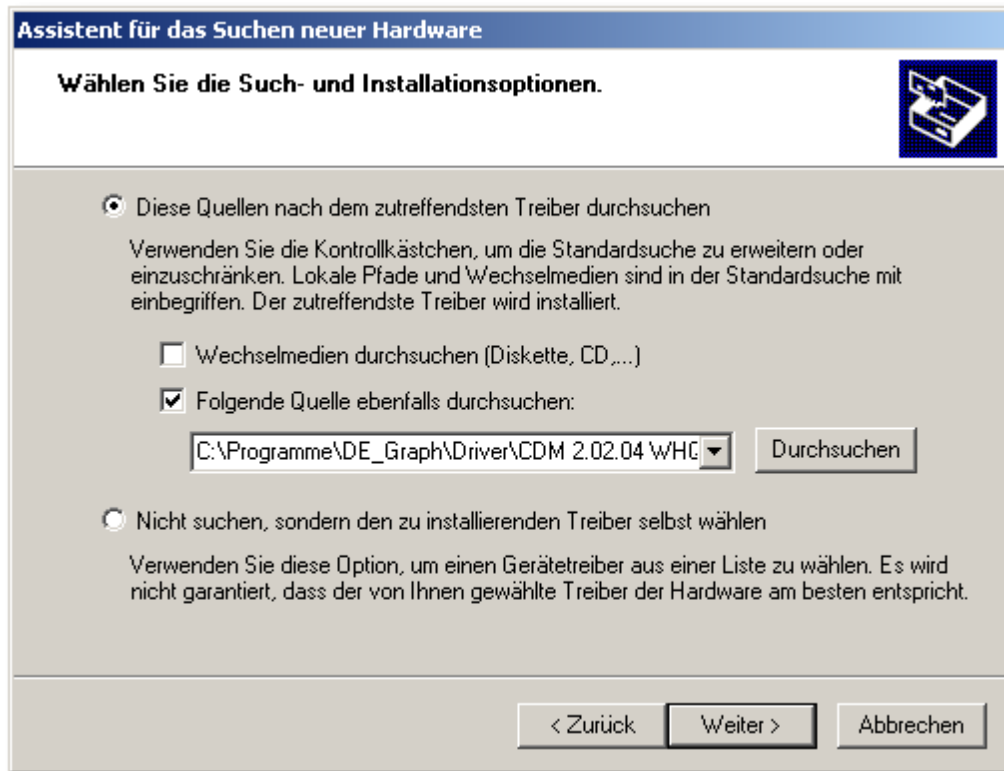 Assistent für das Suchen neuer Hardware
Wählen Sie die Such- und Installationsoptionen.
Diese Quellen nach dem zutreffendsten Treiber durchsuchen
Verwenden Sie die Kontrollkästchen, um die Standardsuche zu erweitern oder
einzuschränken. Lokale Pfade und Wechselmedien sind in der Standardsuche mit
einbegriffen. Der zutreffendste Treiber wird installiert.
Wechselmedien durchsuchen (Diskette, CD,...)
Folgende Quelle ebenfalls durchsuchen:
C:\Programme\DE_Graph\Driver\CDM 2.02.04 WHQ Durchsuchen
Nicht suchen, sondern den zu installierenden Treiber selbst wählen
Verwenden Sie diese Option, um einen Gerätetreiber aus einer Liste zu wählen. Es wird
nicht garantiert, dass der von Ihnen gewählte Treiber der Hardware am besten entspricht.
< Zurück Weiter > Abbrechen